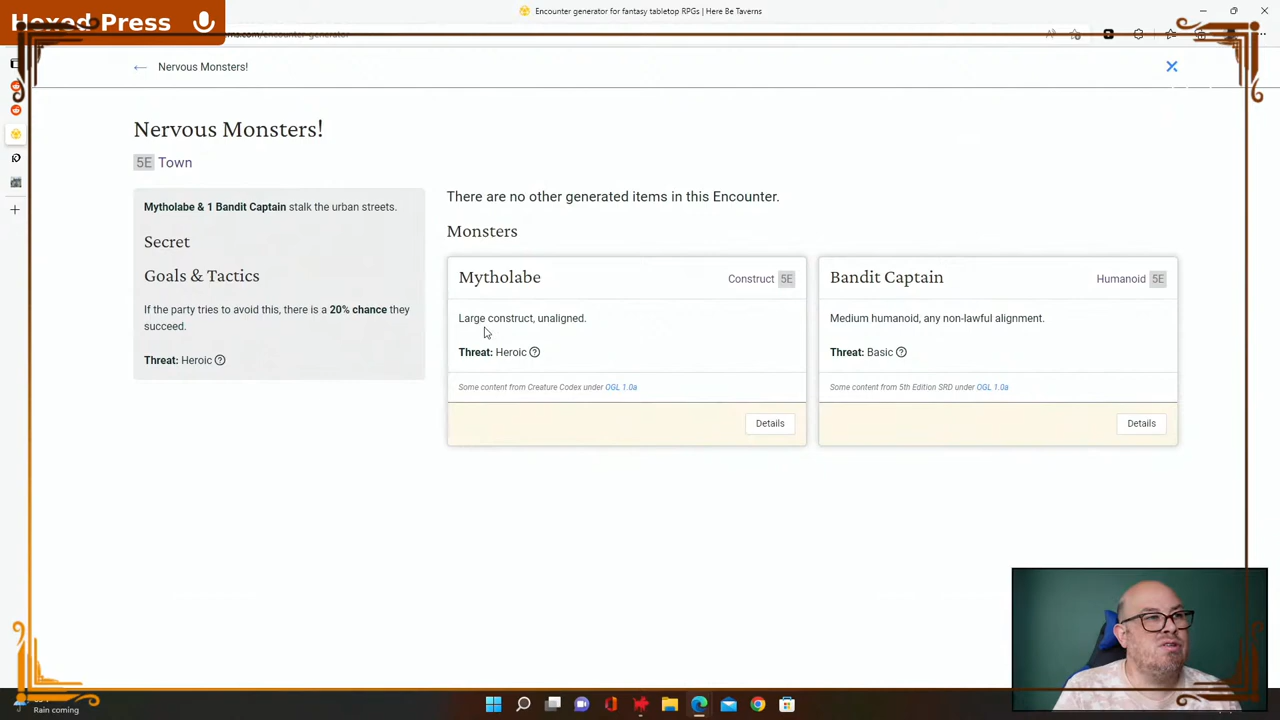 Hexed Press
Encounter generator for fantasy tabletop RPGs | Here Be Taverns
Nervous Monsters!
Nervous Monsters!
5E Town
Mytholabe & 1 Bandit Captain stalk the urban streets.
Secret
Goals & Tactics
If the party tries to avoid this, there is a 20% chance they
succeed.
Threat: Heroic
There are no other generated items in this Encounter.
Monsters
Mytholabe Construct 5E
Large construct, unaligned.
Threat: Heroic
Some content from Creature Codex under OGL 1.0a
Details
Bandit Captain Humanoid 5E
Medium humanoid, any non-lawful alignment.
Threat: Basic
Some content from 5th Edition SRD under OGL 1.0a
Details
Rain coming